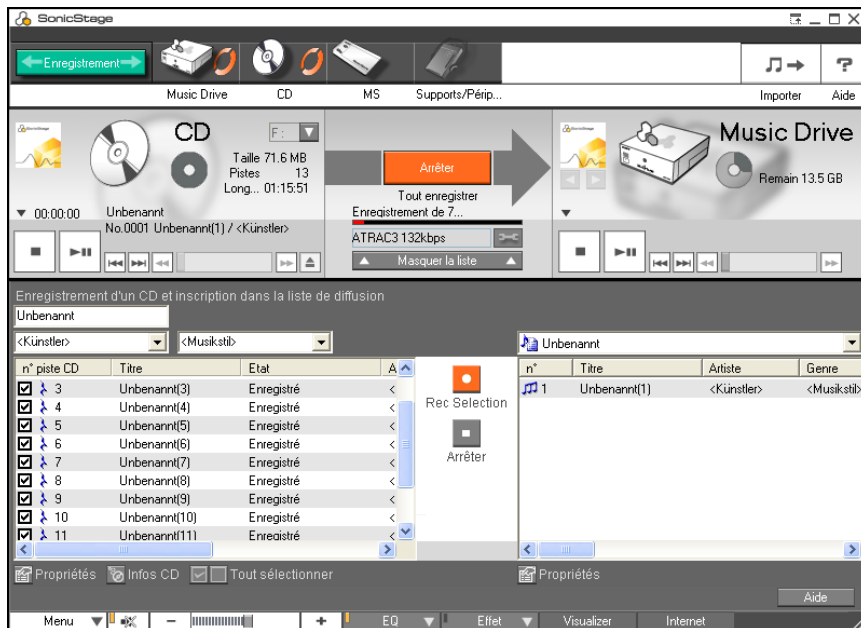 SonicStage
Enregistrement
Music Drive
CD
MS
Supports/Périp...
Importer
Aide
SonicStage
CD
F:
Taille 71.6 MB
Pistes 13
Long... 01:15:51
00:00:00
Unbenannt
No.0001 Unbenannt(1) / <Künstler>
Arrêter
Tout enregistrer
Enregistrement de 7...
ATRAC3 132kbps
Masquer la liste
SonicStage
Music Drive
Remain 13.5 GB
Enregistrement d'un CD et inscription dans la liste de diffusion
Unbenannt
<Künstler>
<Musikstil>
n° piste CD Titre Etat A
3 Unbenannt(3) Enregistré <
4 Unbenannt(4) Enregistré <
5 Unbenannt(5) Enregistré <
6 Unbenannt(6) Enregistré <
7 Unbenannt(7) Enregistré <
8 Unbenannt(8) Enregistré <
9 Unbenannt(9) Enregistré <
10 Unbenannt(10) Enregistré <
11 Unbenannt(11) Enregistré <
Rec Selection
Arrêter
Unbenannt
n° Titre Artiste Genre
1 Unbenannt(1) <Künstler> <Musikstil>
Propriétés
Infos CD
Tout sélectionner
Propriétés
Aide
Menu
EQ
Effet
Visualizer
Internet